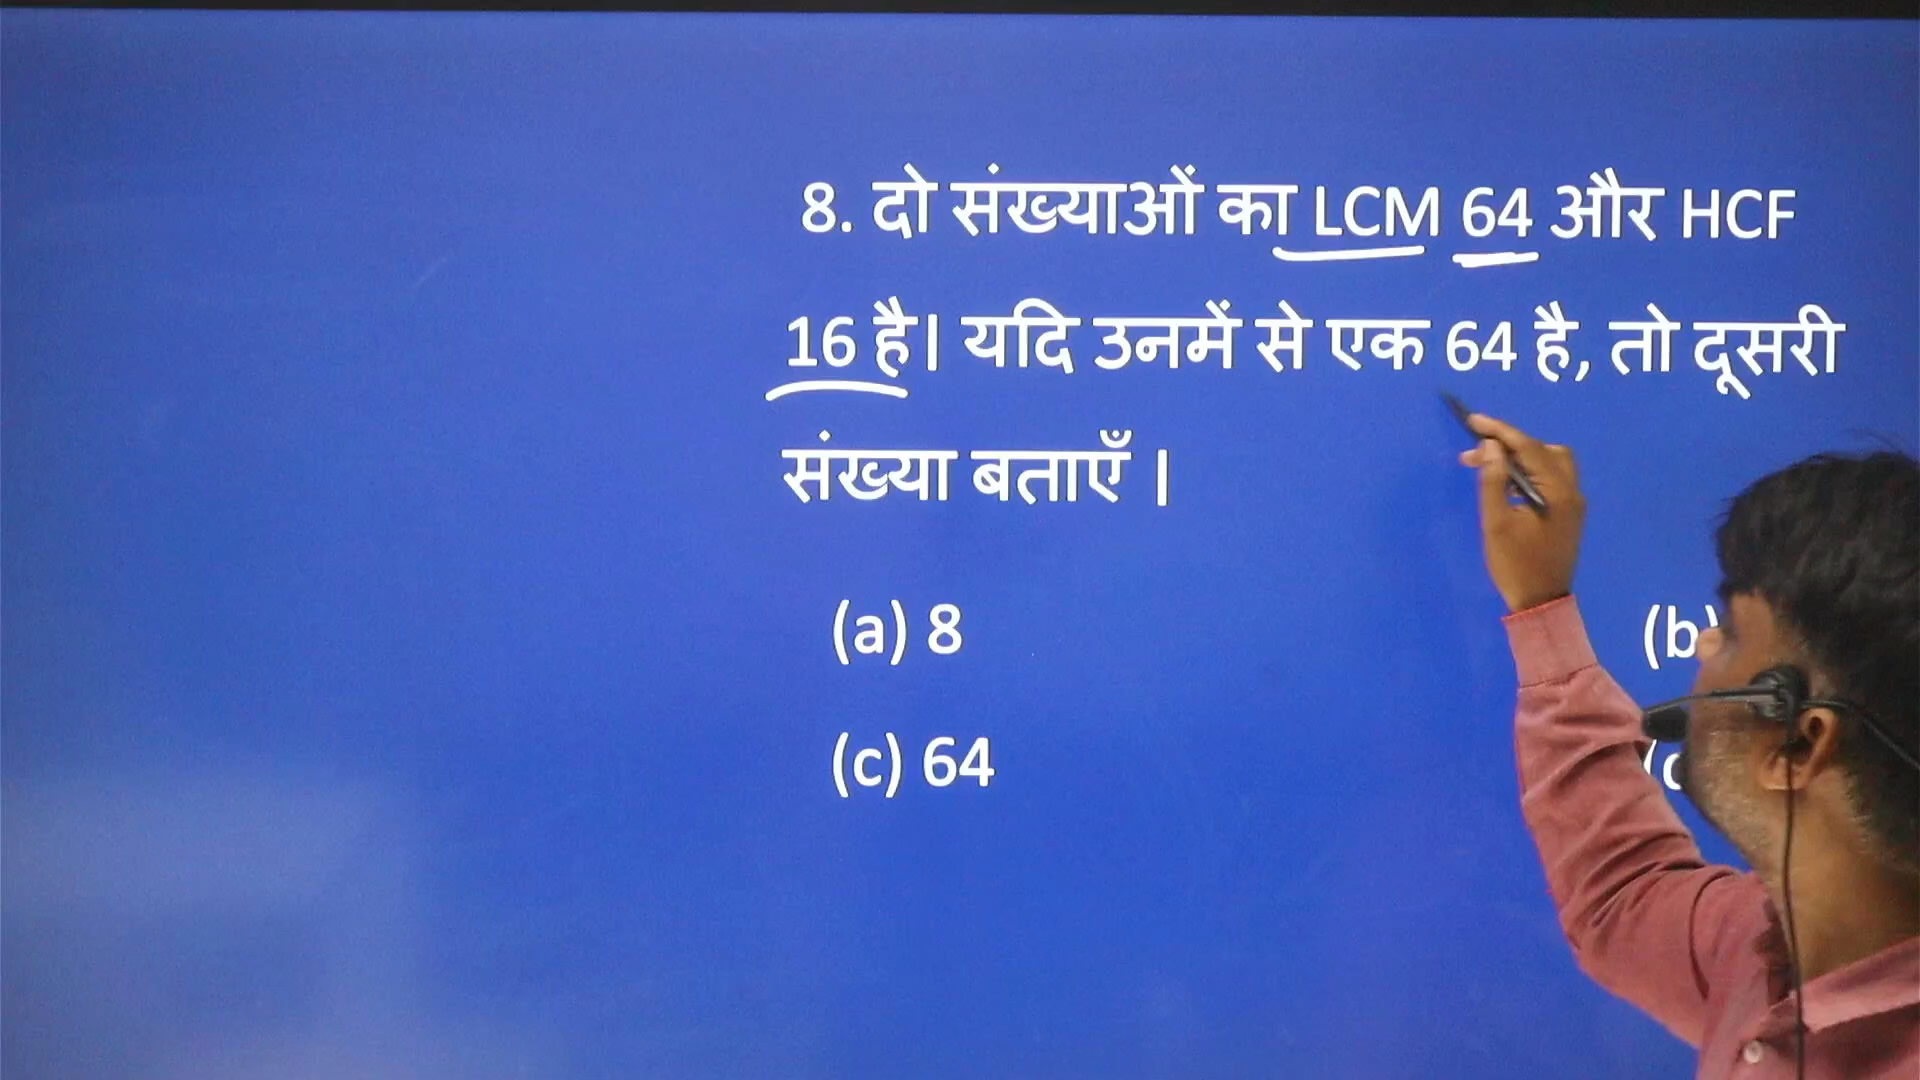 8. दो संख्याओं का LCM 64 और HCF
16 है। यदि उनमें से एक 64 है, तो दूसरी
संख्या बताएँ ।
(a) 8 (b)
(c) 64